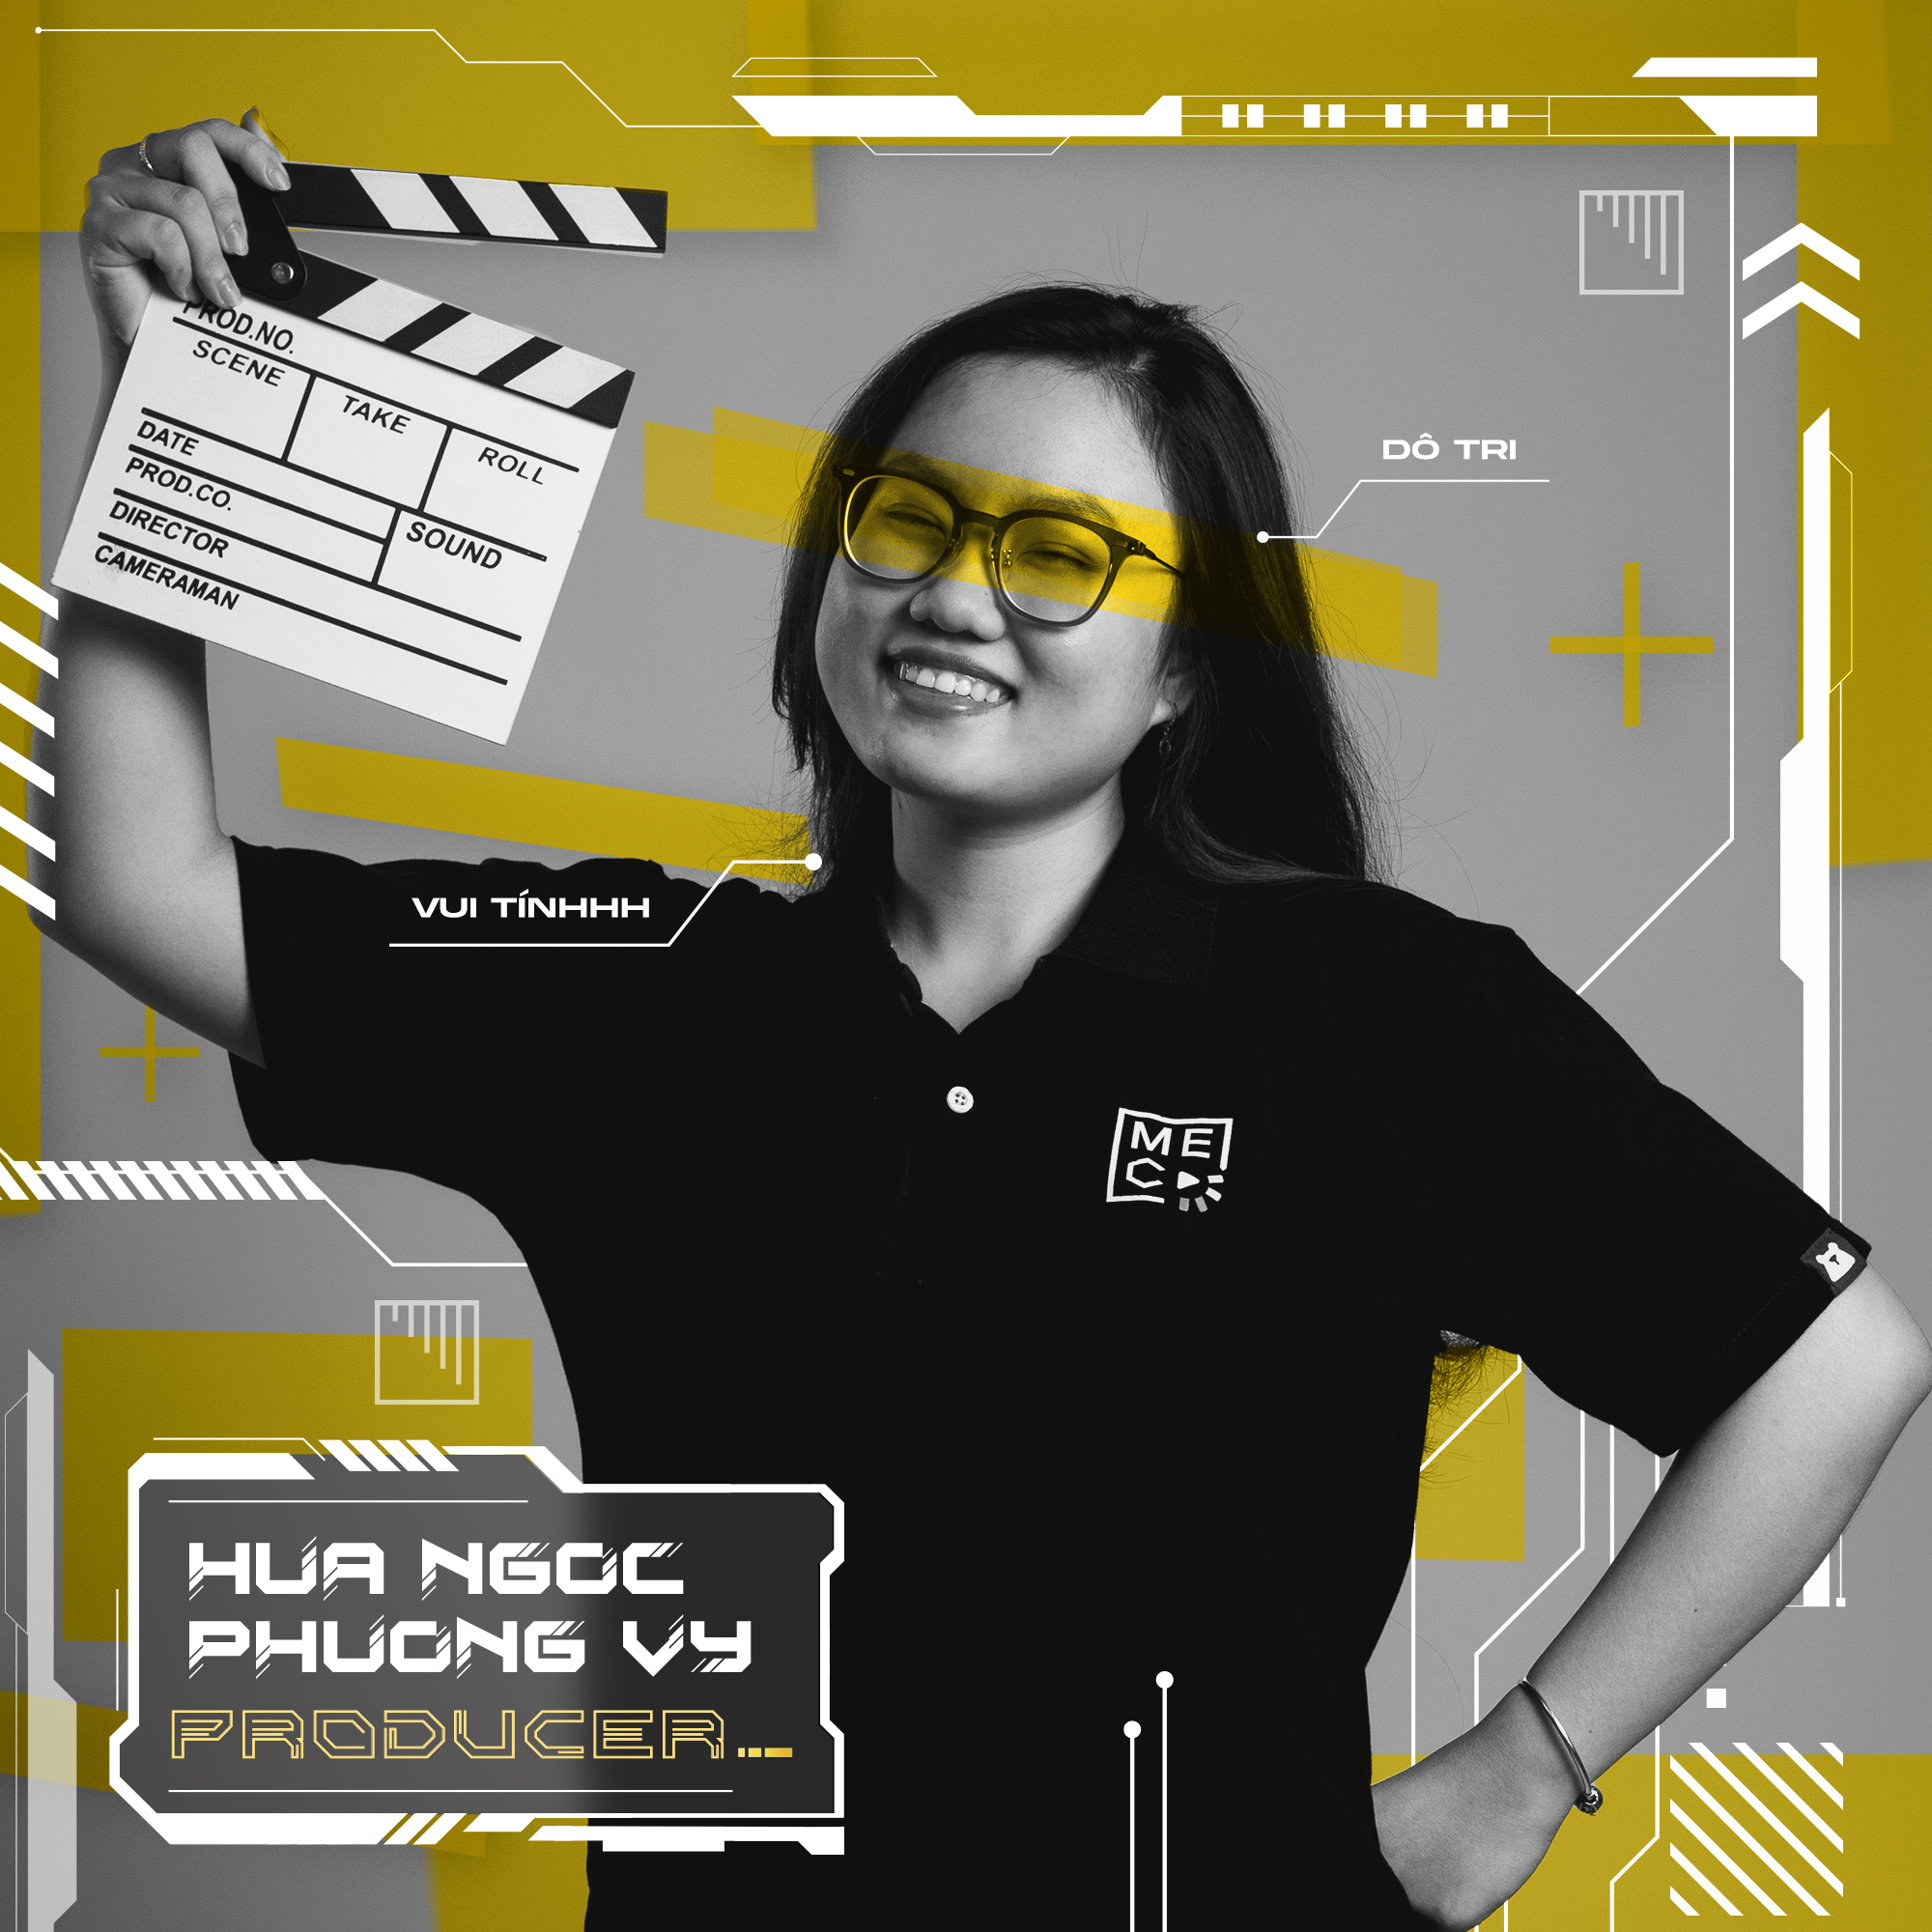 PROD.NO.
SCENE
TAKE
ROLL
DATE
PROD.CO.
SOUND
DIRECTOR
CAMERAMAN
DÔ TRI
VUI TÍNHHH
ME
C
HUA NGOC
PHUONG VY
PRODUCER...